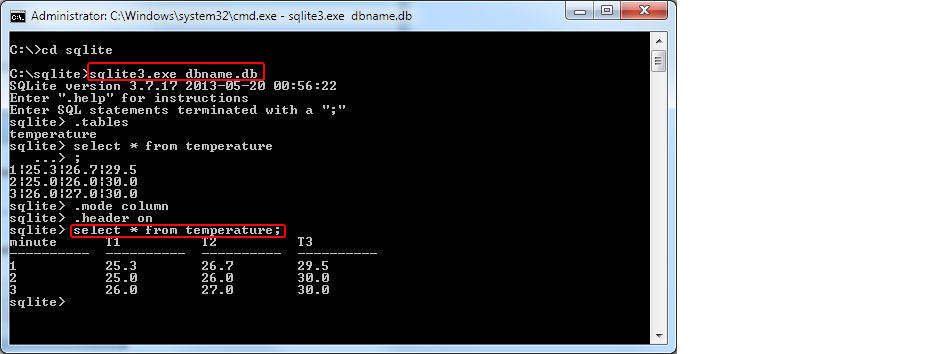 Administrator: C:\Windows\system32\cmd.exe - sqlite3.exe dbname.db
C:\>cd sqlite
C:\sqlite>sqlite3.exe dbname.db
SQLite version 3.7.17 2013-05-20 00:56:22
Enter ".help" for instructions
Enter SQL statements terminated with a ";"
sqlite> .tables
temperature
sqlite> select * from temperature
   ...> ;
1|25.3|26.7|29.5
2|25.0|26.0|30.0
3|26.0|27.0|30.0
sqlite> .mode column
sqlite> .header on
sqlite> select * from temperature;
minute      T1          T2          T3
----------  ----------  ----------  ----------
1           25.3        26.7        29.5
2           25.0        26.0        30.0
3           26.0        27.0        30.0
sqlite>